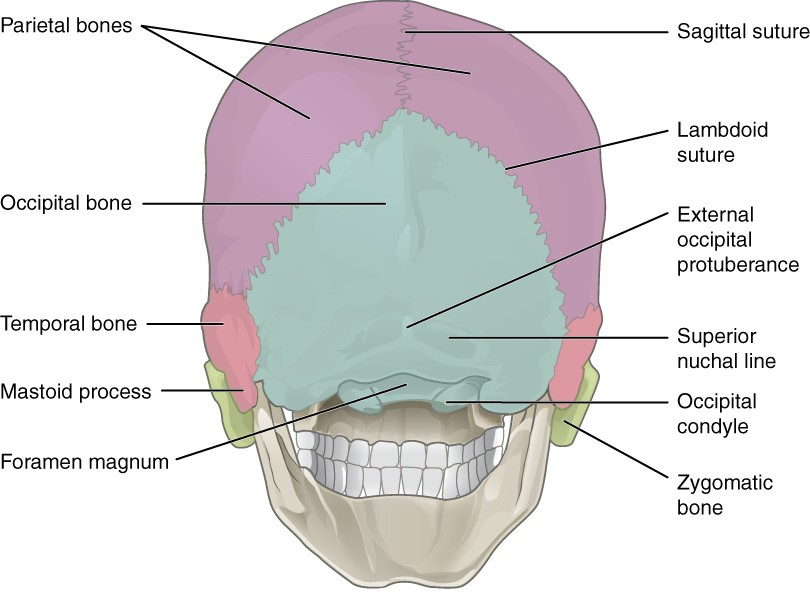 Parietal bones
Occipital bone
Temporal bone
Mastoid process
Foramen magnum
Sagittal suture
Lambdoid
suture
External
occipital
protuberance
Superior
nuchal line
Occipital
condyle
Zygomatic
bone